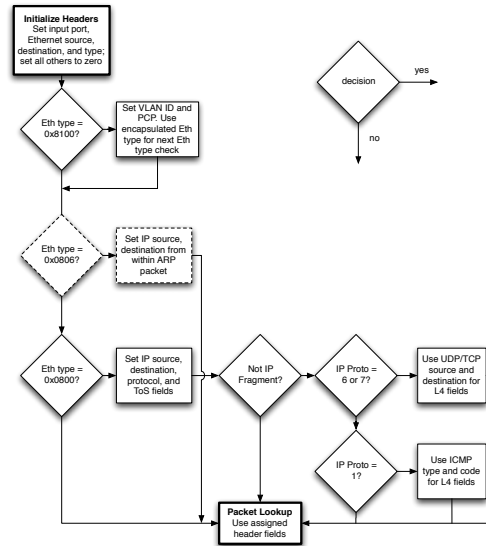 Initialize Headers
Set input port,
Ethernet source,
destination, and type;
set all others to zero
decision
yes
no
Eth type =
0x8100?
Set VLAN ID and
PCP. Use
encapsulated Eth
type for next Eth
type check
Eth type =
0x0806?
Set IP source,
destination from
within ARP
packet
Eth type =
0x0800?
Set IP source,
destination,
protocol, and
ToS fields
Not IP
Fragment?
IP Proto =
6 or 7?
Use UDP/TCP
source and
destination for
L4 fields
IP Proto =
1?
Use ICMP
type and code
for L4 fields
Packet Lookup
Use assigned
header fields